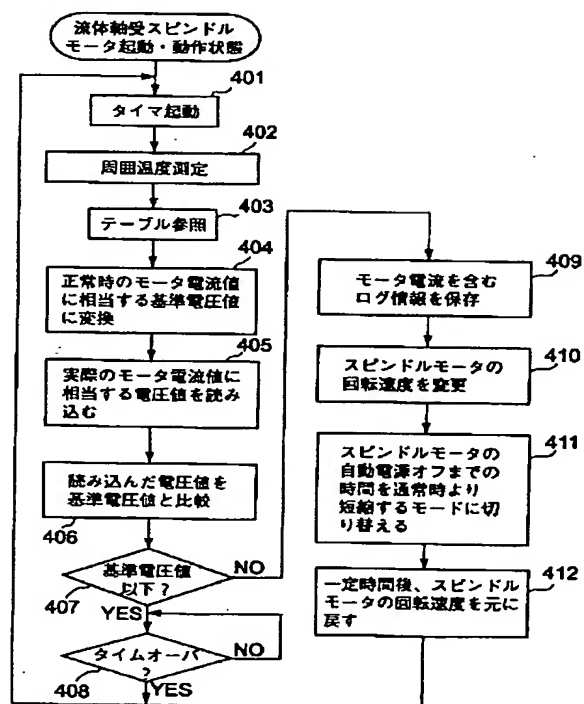 流体軸受スピンドル
モータ起動・動作状態
401
タイマ起動
402
周囲温度測定
403
テーブル参照
404
正常時のモータ電流値
に相当する基準電圧値
に変換
405
実際のモータ電流値に
相当する電圧値を読み
込む
読み込んだ電圧値を
基準電圧値と比較
406
基準電圧値
以下?
NO
407
YES
タイムオーバ
?
NO
408
YES
409
モータ電流を含む
ログ情報を保存
410
スピンドルモータの
回転速度を変更
411
スピンドルモータの
自動電源オフまでの
時間を通常時より
短縮するモードに切
り替える
412
一定時間後、スピンドル
モータの回転速度を元に
戻す